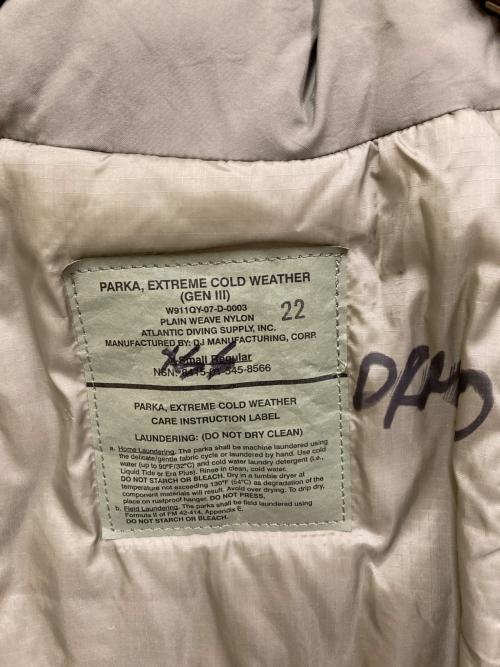 PARKA, EXTREME COLD WEATHER
(GEN III)
W911QY-07-D-0003
22
PLAIN WEAVE NYLON
ATLANTIC DIVING SUPPLY, INC.
MANUFACTURED BY: DJ MANUFACTURING, CORP.
X-Small Regular
NSN: 8415-01-545-8566
PARKA, EXTREME COLD WEATHER
CARE INSTRUCTION LABEL
LAUNDERING: (DO NOT DRY CLEAN)
a. Home Laundering. The parka shall be machine laundered using
the delicate/gentle fabric cycle or laundered by hand. Use cold
water (up to 90°F/32°C) and cold water laundry detergent (i.e.,
Liquid Tide or Era Plus). Rinse in clean, cold water.
DO NOT STARCH OR BLEACH. Dry in a tumble dryer at
temperature not exceeding 130°F (54°C) as degradation of the
component materials will result. Avoid over drying. To drip dry,
place on rustproof hanger. DO NOT PRESS.
b. Field Laundering. The parks shall be field laundered using
Formula II of FM 42-414, Appendix E.
DO NOT STARCH OR BLEACH.